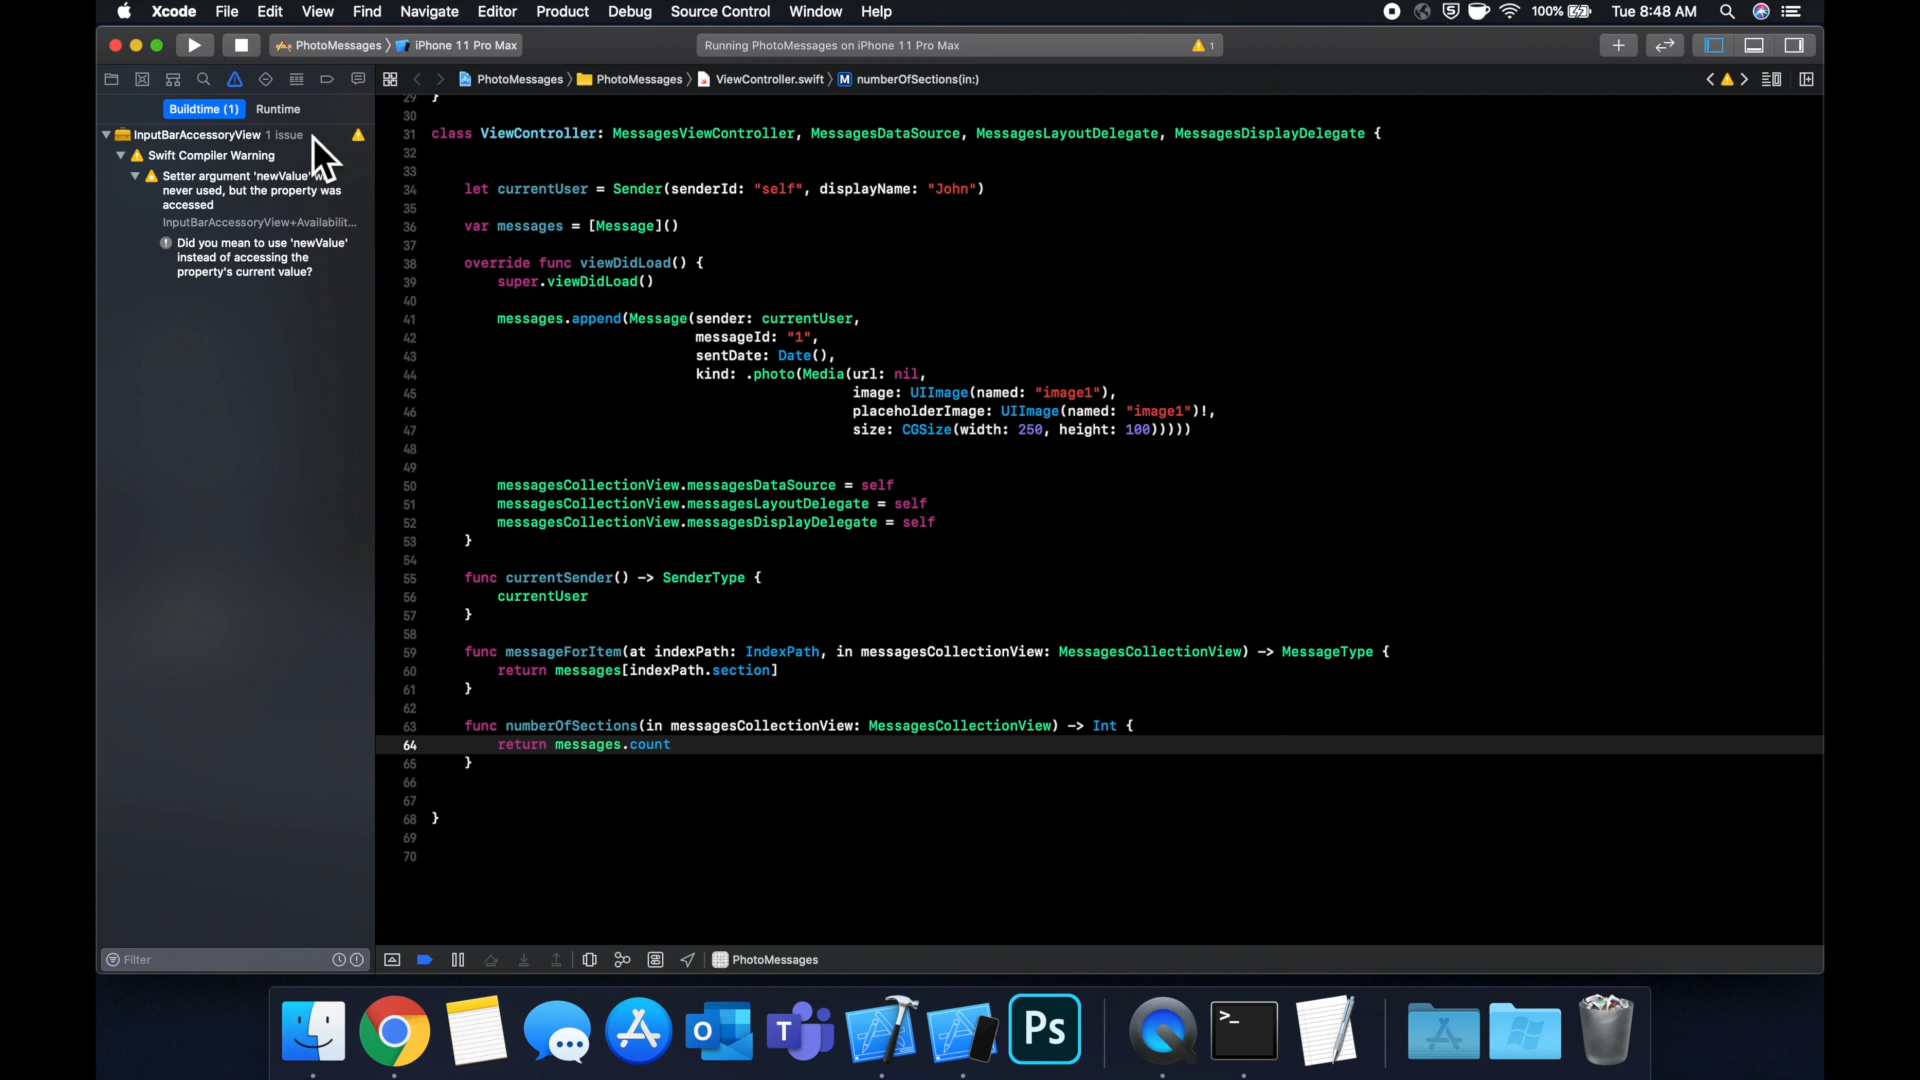 Xcode File Edit View Find Navigate Editor Product Debug Source Control Window Help 100% Tue 8:48 AM
PhotoMessages iPhone 11 Pro Max Running PhotoMessages on iPhone 11 Pro Max 1
PhotoMessages PhotoMessages ViewController.swift M numberOfSections(in:)
Buildtime (1) Runtime
InputBarAccessoryView 1 issue
Swift Compiler Warning
Setter argument 'newValue'
never used, but the property was
accessed
InputBarAccessoryView+Availabilit...
Did you mean to use 'newValue'
instead of accessing the
property's current value?
Filter
29 }
30
31 class ViewController: MessagesViewController, MessagesDataSource, MessagesLayoutDelegate, MessagesDisplayDelegate {
32
33
34 let currentUser = Sender(senderId: "self", displayName: "John")
35
36 var messages = [Message]()
37
38 override func viewDidLoad() {
39 super.viewDidLoad()
40
41 messages.append(Message(sender: currentUser,
42 messageId: "1",
43 sentDate: Date(),
44 kind: .photo(Media(url: nil,
45 image: UIImage(named: "image1"),
46 placeholderImage: UIImage(named: "image1")!,
47 size: CGSize(width: 250, height: 100)))))
48
49
50 messagesCollectionView.messagesDataSource = self
51 messagesCollectionView.messagesLayoutDelegate = self
52 messagesCollectionView.messagesDisplayDelegate = self
53 }
54
55 func currentSender() -> SenderType {
56 currentUser
57 }
58
59 func messageForItem(at indexPath: IndexPath, in messagesCollectionView: MessagesCollectionView) -> MessageType {
60 return messages[indexPath.section]
61 }
62
63 func numberOfSections(in messagesCollectionView: MessagesCollectionView) -> Int {
64 return messages.count
65 }
66
67
68 }
69
70
PhotoMessages
O T Ps >_